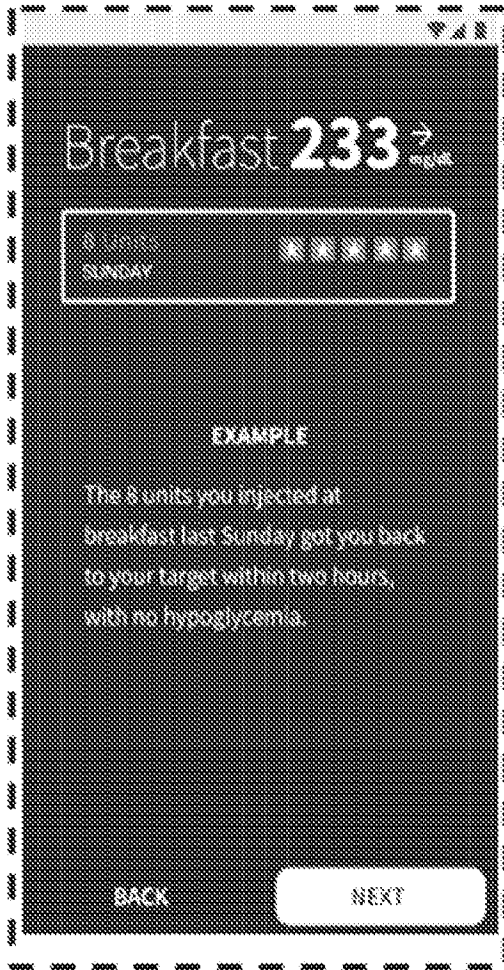 Breakfast 233 → mg/dL
8 Units
SUNDAY
EXAMPLE
The 8 units you injected at
breakfast last Sunday got you back
to your target within two hours,
with no hypoglycemia.
BACK
NEXT